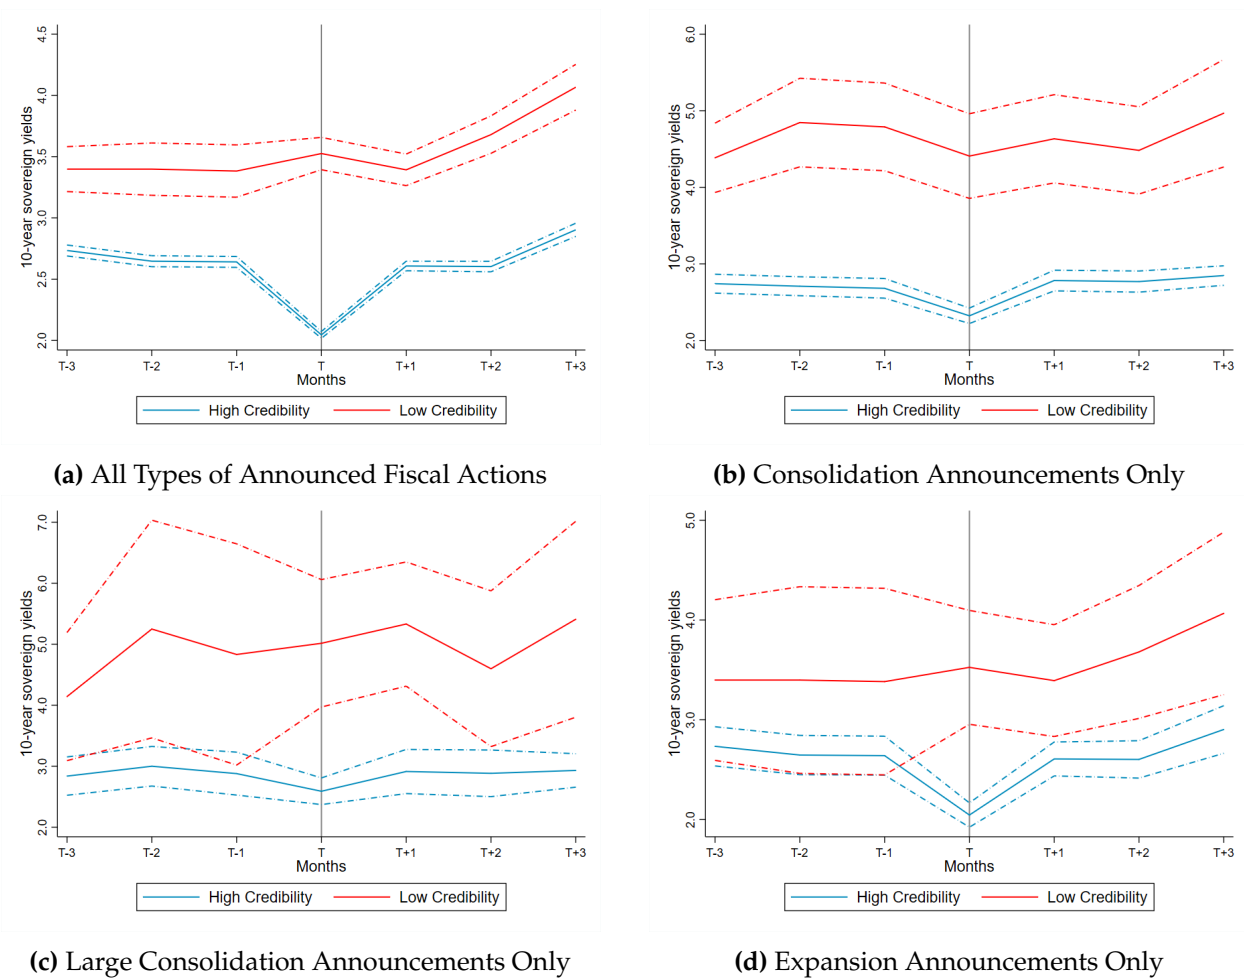 10-year sovereign yields
4.5
4.0
3.5
3.0
2.5
2.0
T-3 T-2 T-1 T T+1 T+2 T+3
Months
High Credibility Low Credibility
(a) All Types of Announced Fiscal Actions
10-year sovereign yields
6.0
5.0
4.0
3.0
2.0
T-3 T-2 T-1 T T+1 T+2 T+3
Months
High Credibility Low Credibility
(b) Consolidation Announcements Only
10-year sovereign yields
7.0
6.0
5.0
4.0
3.0
2.0
T-3 T-2 T-1 T T+1 T+2 T+3
Months
High Credibility Low Credibility
(c) Large Consolidation Announcements Only
10-year sovereign yields
5.0
4.0
3.0
2.0
T-3 T-2 T-1 T T+1 T+2 T+3
Months
High Credibility Low Credibility
(d) Expansion Announcements Only